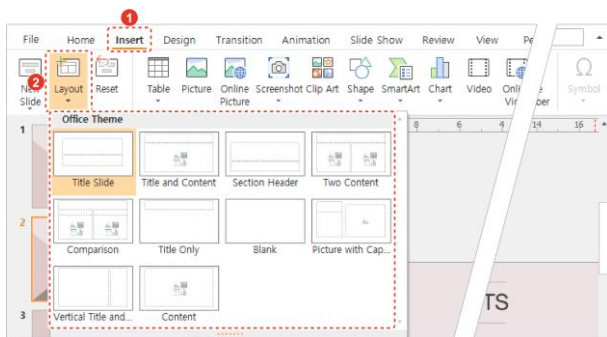 1
File Home Insert Design Transition Animation Slide Show Review View Pe
2
New Slide
Layout
Reset
Table
Picture
Online Picture
Screenshot
Clip Art
Shape
SmartArt
Chart
Video
Symbol
Office Theme
8 6 4 14 16
1
Title Slide
Title and Content
Section Header
Two Content
2
Comparison
Title Only
Blank
Picture with Cap...
3
Vertical Title and...
Content
TS